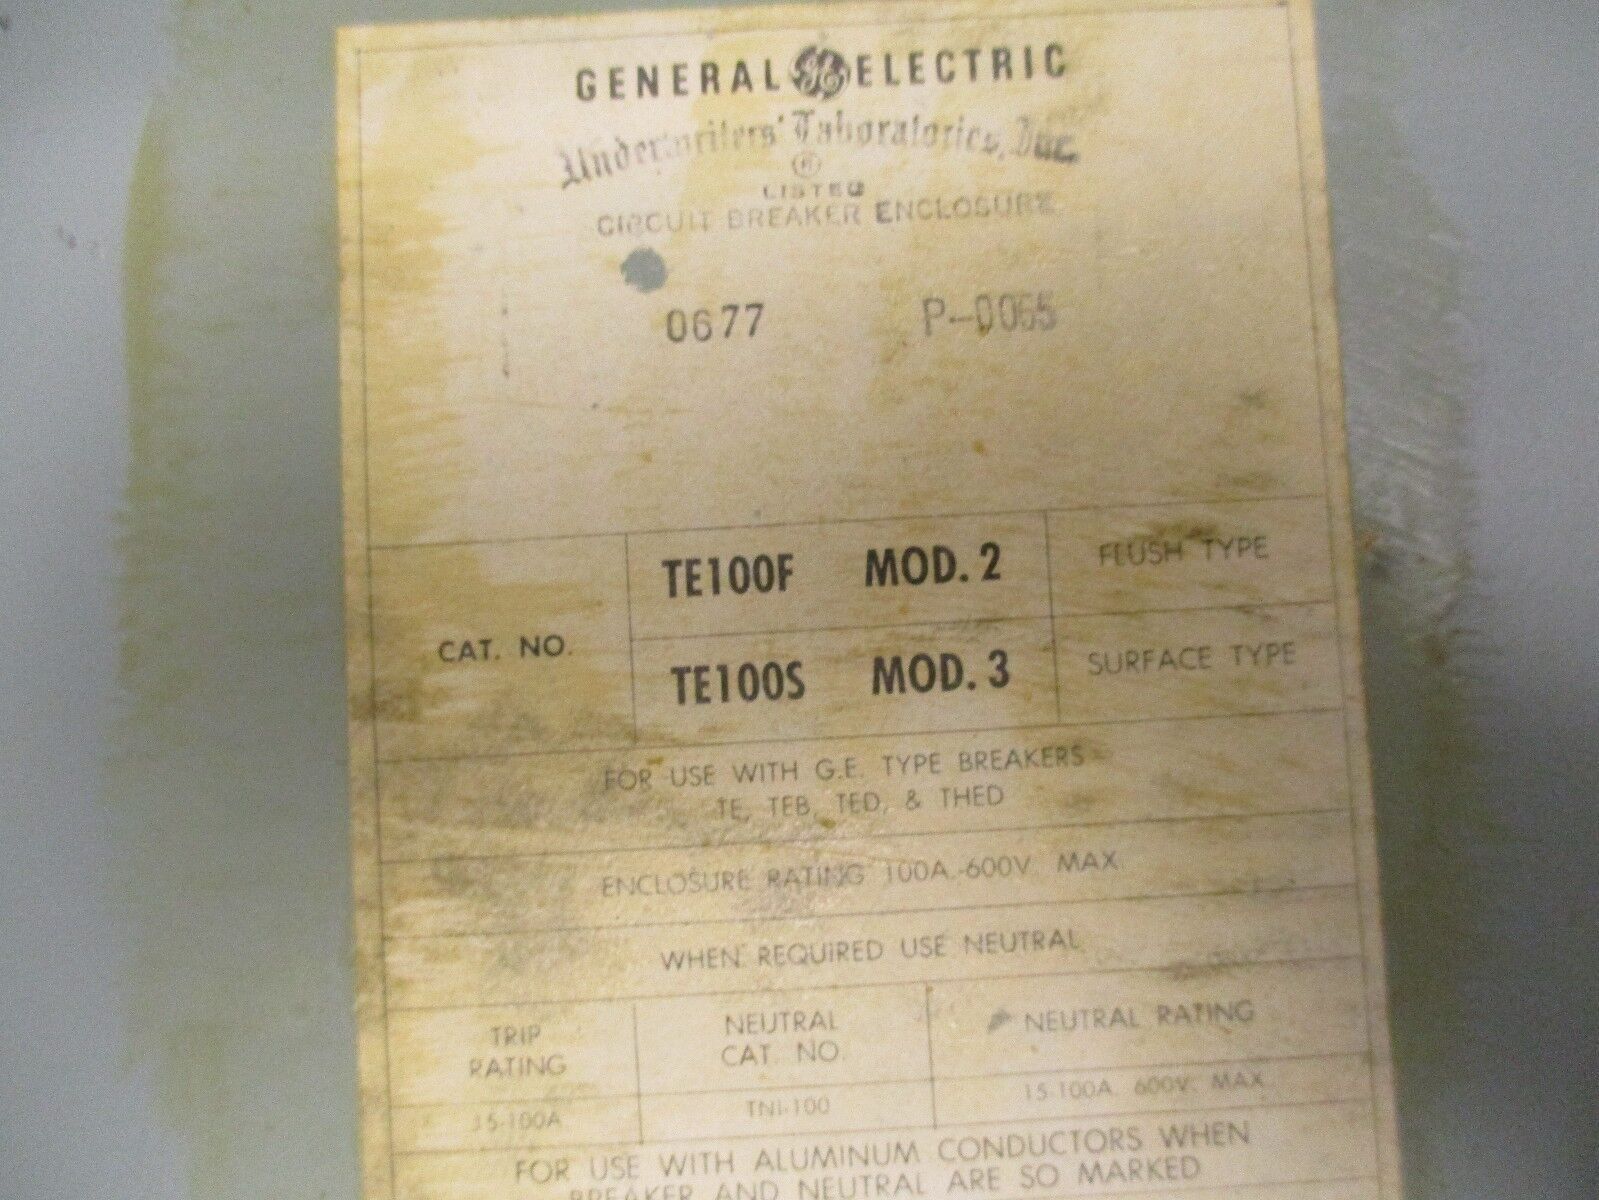 GENERAL GE ELECTRIC
Underwriters' Laboratories, Inc.
®
LISTED
CIRCUIT BREAKER ENCLOSURE
0677 P-0065
CAT. NO.
TE100F MOD. 2 FLUSH TYPE
TE100S MOD. 3 SURFACE TYPE
FOR USE WITH G.E. TYPE BREAKERS
TE, TEB, TED, & THED
ENCLOSURE RATING 100A.-600V. MAX.
WHEN REQUIRED USE NEUTRAL
TRIP RATING
NEUTRAL CAT. NO.
NEUTRAL RATING
15-100A
TNI-100
15-100A. 600V. MAX
FOR USE WITH ALUMINUM CONDUCTORS WHEN
BREAKER AND NEUTRAL ARE SO MARKED